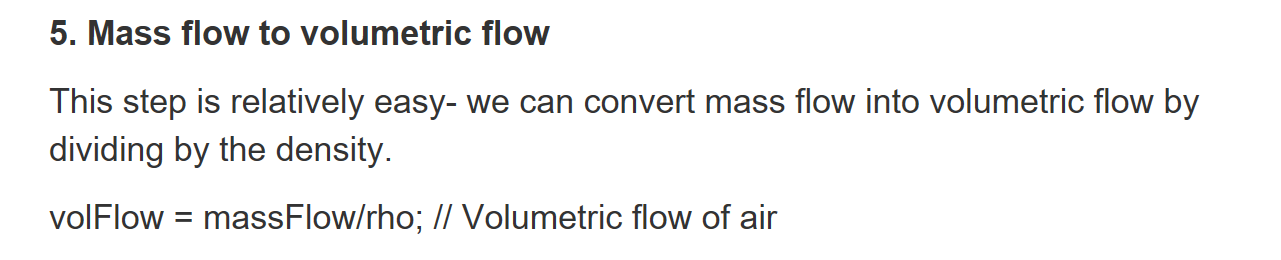 5. Mass flow to volumetric flow
This step is relatively easy- we can convert mass flow into volumetric flow by
dividing by the density.
volFlow = massFlow/rho; // Volumetric flow of air